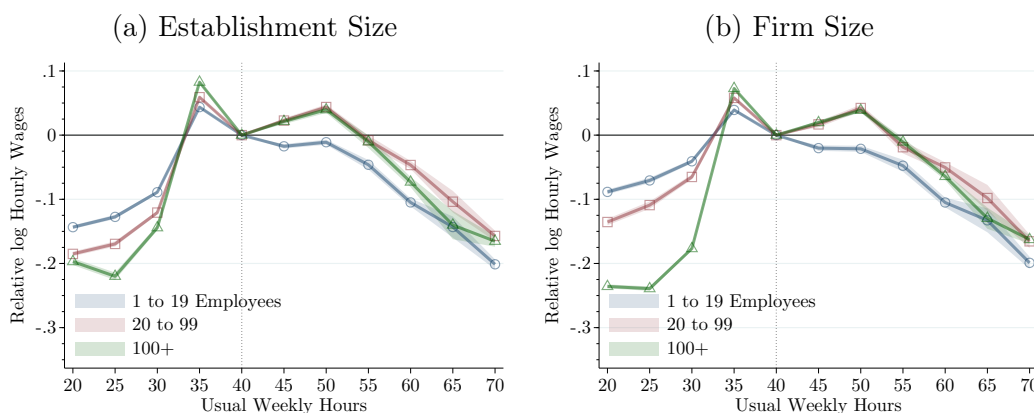 (a) Establishment Size
Relative log Hourly Wages
.1
0
-.1
-.2
-.3
1 to 19 Employees
20 to 99
100+
20 25 30 35 40 45 50 55 60 65 70
Usual Weekly Hours
(b) Firm Size
Relative log Hourly Wages
.1
0
-.1
-.2
-.3
1 to 19 Employees
20 to 99
100+
20 25 30 35 40 45 50 55 60 65 70
Usual Weekly Hours